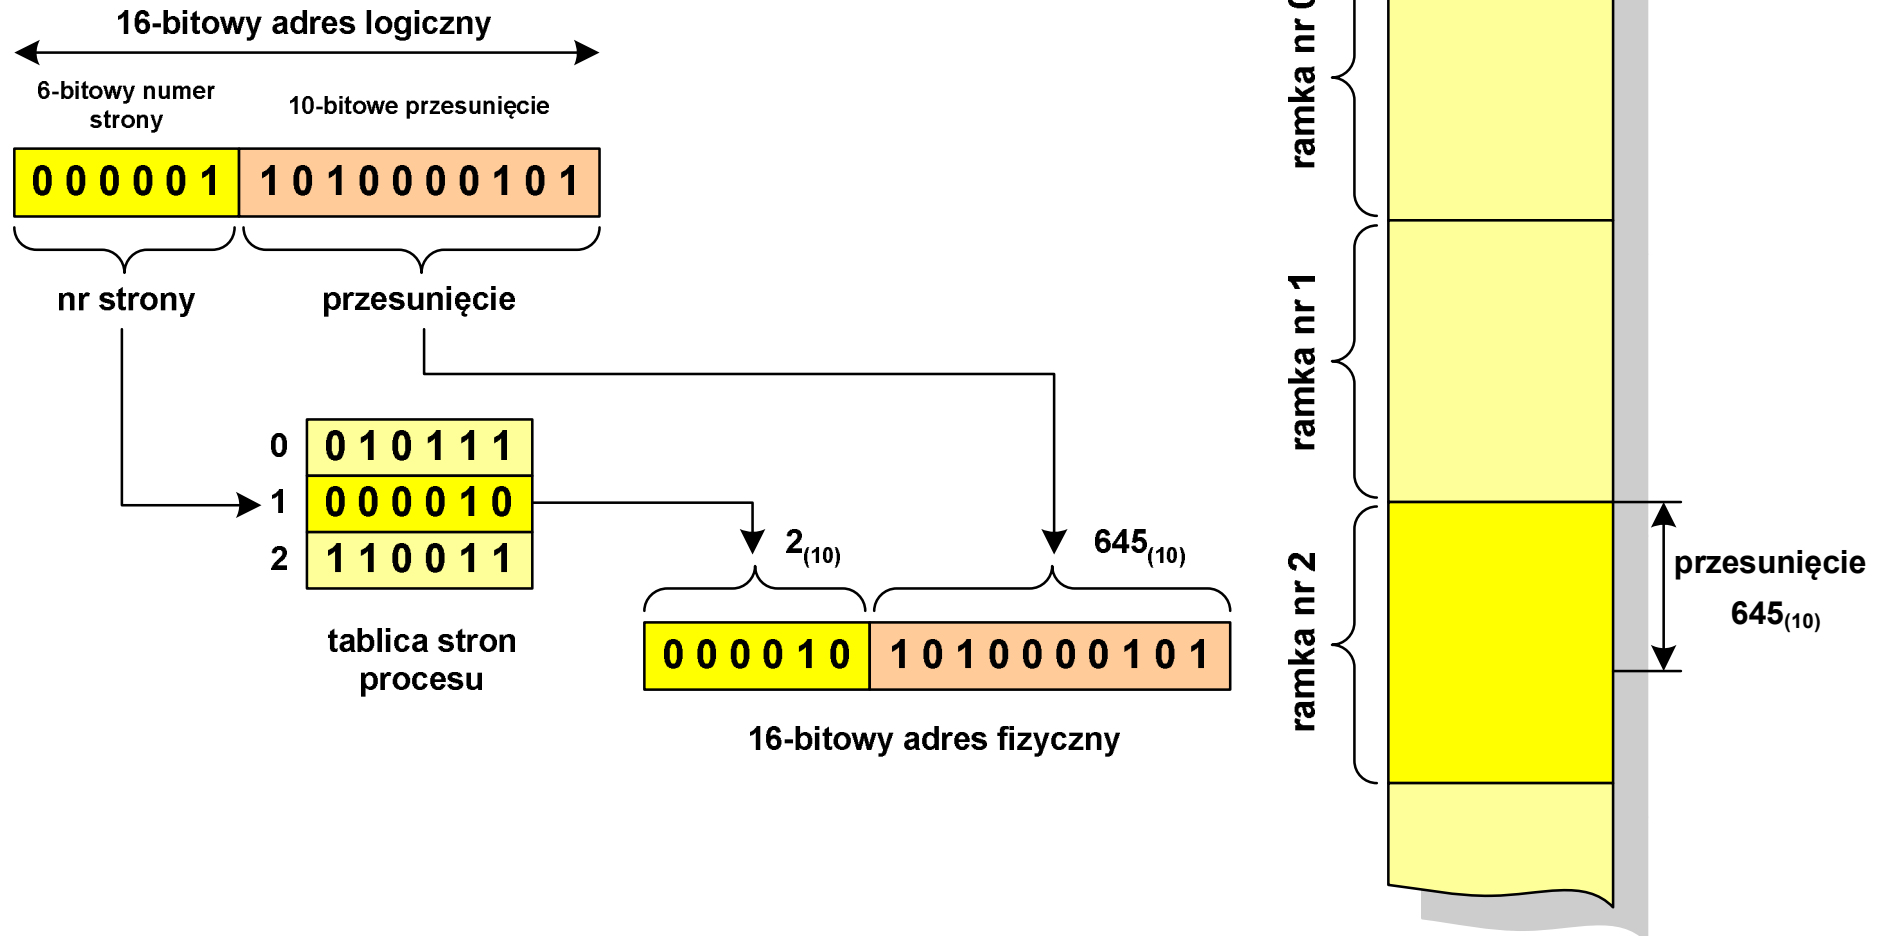 16-bitowy adres logiczny
6-bitowy numer
strony
10-bitowe przesunięcie
0 0 0 0 0 1
1 0 1 0 0 0 0 1 0 1
nr strony
przesunięcie
0
0 1 0 1 1 1
1
0 0 0 0 1 0
2
1 1 0 0 1 1
tablica stron
procesu
2(10)
645(10)
0 0 0 0 1 0
1 0 1 0 0 0 0 1 0 1
16-bitowy adres fizyczny
ramka nr 0
ramka nr 1
ramka nr 2
przesunięcie
645(10)